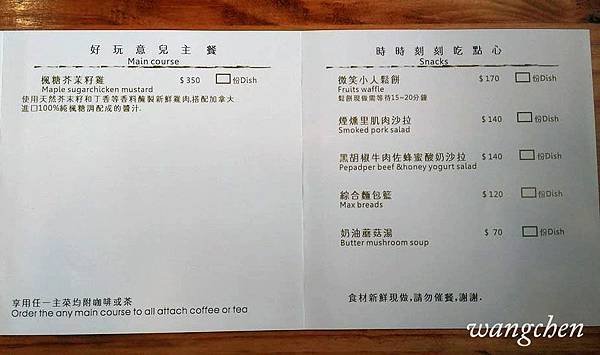 好玩意兒主餐
Main course
楓糖芥茉籽雞 $350 份Dish
Maple sugarchicken mustard
使用天然芥末籽和丁香等香料醃製新鮮雞肉,搭配加拿大
進口100%純楓糖調配成的醬汁.
享用任一主菜均附咖啡或茶
Order the any main course to all attach coffee or tea
時時刻刻吃點心
Snacks
微笑小人鬆餅 $170 份Dish
Fruits waffle
鬆餅現做需等待15~20分鐘
煙燻里肌肉沙拉 $140 份Dish
Smoked pork salad
黑胡椒牛肉佐蜂蜜酸奶沙拉 $140 份Dish
Pepadper beef &honey yogurt salad
綜合麵包籃 $120 份Dish
Max breads
奶油蘑菇湯 $ 70 份Dish
Butter mushroom soup
食材新鮮現做,請勿催餐,謝謝.
wangchen